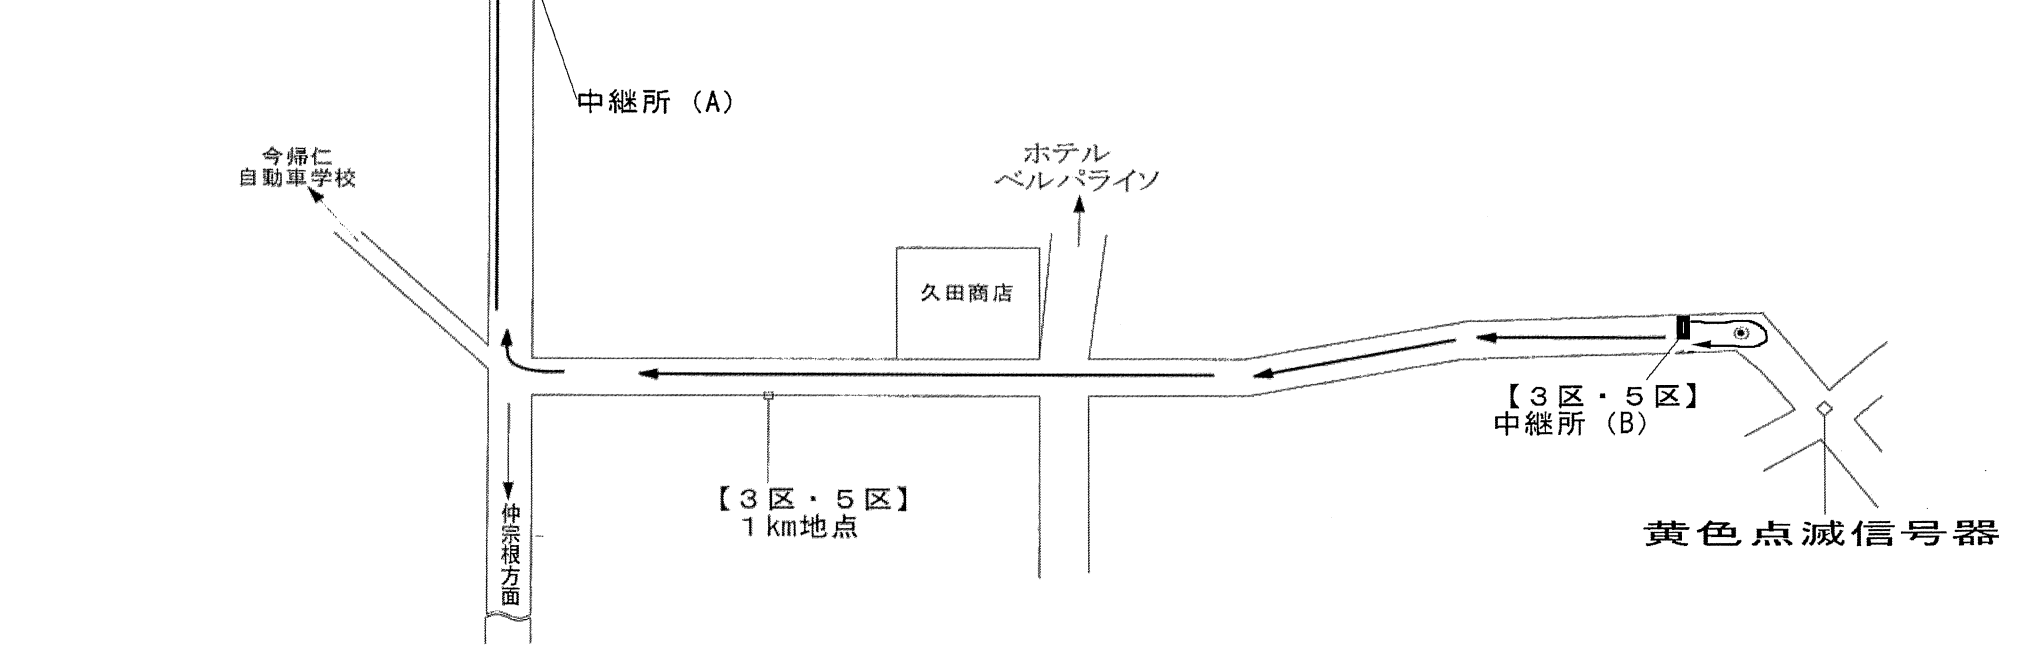 中継所 (A)
今帰仁
自動車学校
ホテル
ベルパライソ
久田商店
【３区・５区】
中継所 (B)
【３区・５区】
１km地点
黄色点滅信号器
仲宗根方面